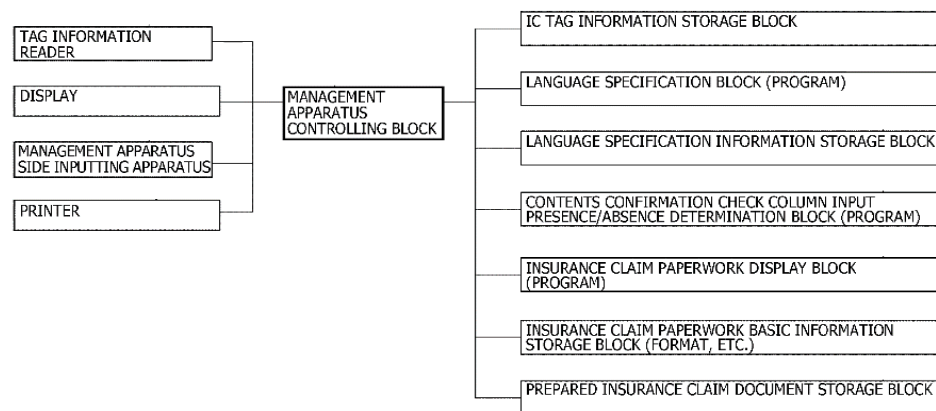 TAG INFORMATION
READER
DISPLAY
MANAGEMENT APPARATUS
SIDE INPUTTING APPARATUS
PRINTER
MANAGEMENT
APPARATUS
CONTROLLING BLOCK
IC TAG INFORMATION STORAGE BLOCK
LANGUAGE SPECIFICATION BLOCK (PROGRAM)
LANGUAGE SPECIFICATION INFORMATION STORAGE BLOCK
CONTENTS CONFIRMATION CHECK COLUMN INPUT
PRESENCE/ABSENCE DETERMINATION BLOCK (PROGRAM)
INSURANCE CLAIM PAPERWORK DISPLAY BLOCK
(PROGRAM)
INSURANCE CLAIM PAPERWORK BASIC INFORMATION
STORAGE BLOCK (FORMAT, ETC.)
PREPARED INSURANCE CLAIM DOCUMENT STORAGE BLOCK